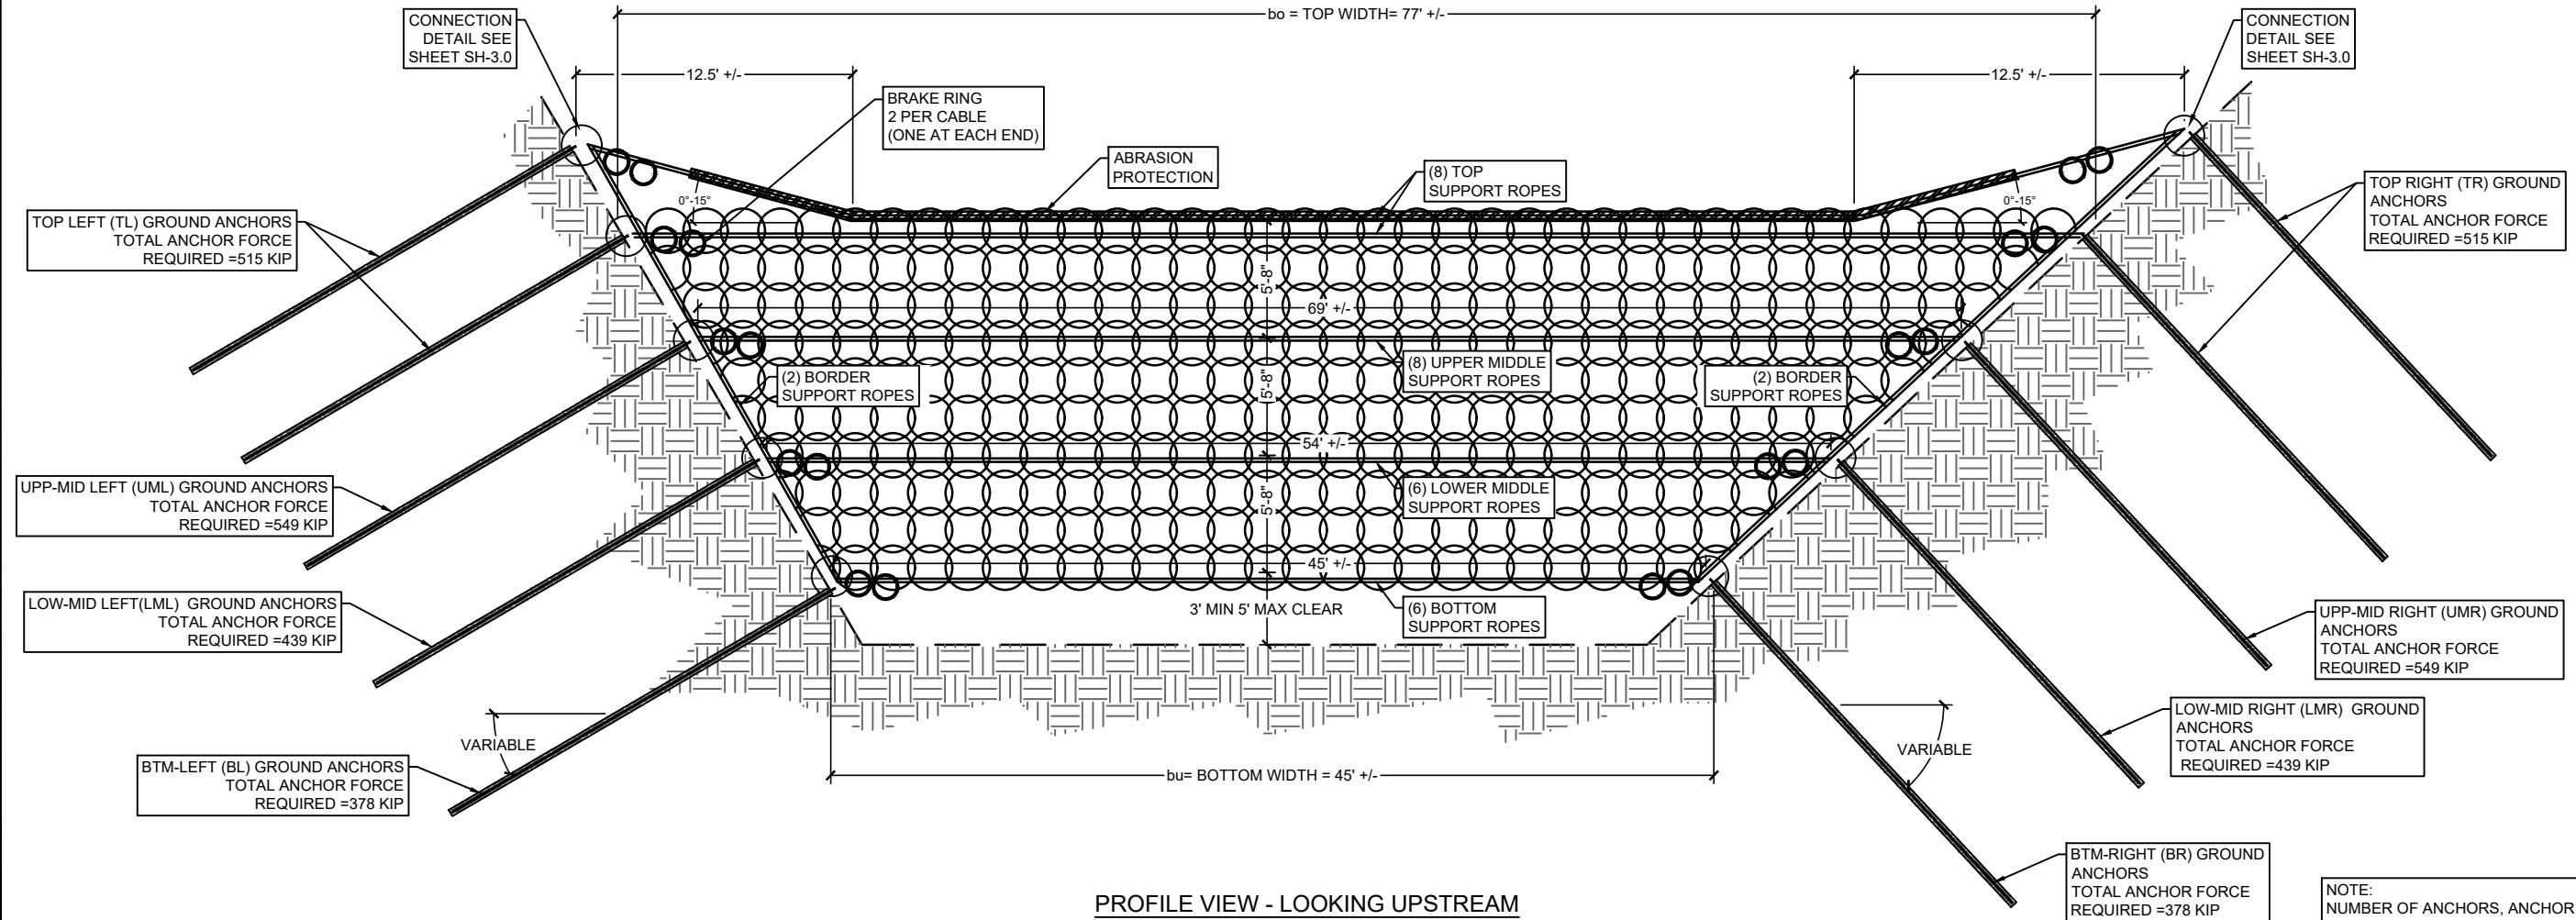 bo = TOP WIDTH= 77' +/-
CONNECTION
DETAIL SEE
SHEET SH-3.0
CONNECTION
DETAIL SEE
SHEET SH-3.0
12.5' +/-
12.5' +/-
BRAKE RING
2 PER CABLE
(ONE AT EACH END)
ABRASION
PROTECTION
(8) TOP
SUPPORT ROPES
0°-15°
0°-15°
TOP LEFT (TL) GROUND ANCHORS
TOTAL ANCHOR FORCE
REQUIRED =515 KIP
TOP RIGHT (TR) GROUND
ANCHORS
TOTAL ANCHOR FORCE
REQUIRED =515 KIP
5'-8"
69' +/-
(8) UPPER MIDDLE
SUPPORT ROPES
(2) BORDER
SUPPORT ROPES
5'-8"
(2) BORDER
SUPPORT ROPES
54' +/-
(6) LOWER MIDDLE
SUPPORT ROPES
5'-8"
UPP-MID LEFT (UML) GROUND ANCHORS
TOTAL ANCHOR FORCE
REQUIRED =549 KIP
45' +/-
3' MIN 5' MAX CLEAR
(6) BOTTOM
SUPPORT ROPES
LOW-MID LEFT(LML) GROUND ANCHORS
TOTAL ANCHOR FORCE
REQUIRED =439 KIP
UPP-MID RIGHT (UMR) GROUND
ANCHORS
TOTAL ANCHOR FORCE
REQUIRED =549 KIP
LOW-MID RIGHT (LMR) GROUND
ANCHORS
TOTAL ANCHOR FORCE
REQUIRED =439 KIP
VARIABLE
VARIABLE
BTM-LEFT (BL) GROUND ANCHORS
TOTAL ANCHOR FORCE
REQUIRED =378 KIP
bu= BOTTOM WIDTH = 45' +/-
BTM-RIGHT (BR) GROUND
ANCHORS
TOTAL ANCHOR FORCE
REQUIRED =378 KIP
PROFILE VIEW - LOOKING UPSTREAM
NOTE:
NUMBER OF ANCHORS, ANCHOR